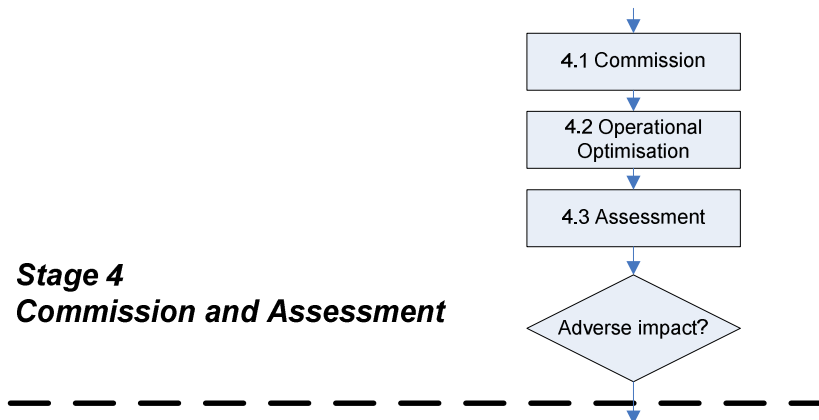 4.1 Commission
4.2 Operational
Optimisation
4.3 Assessment
Stage 4
Commission and Assessment
Adverse impact?